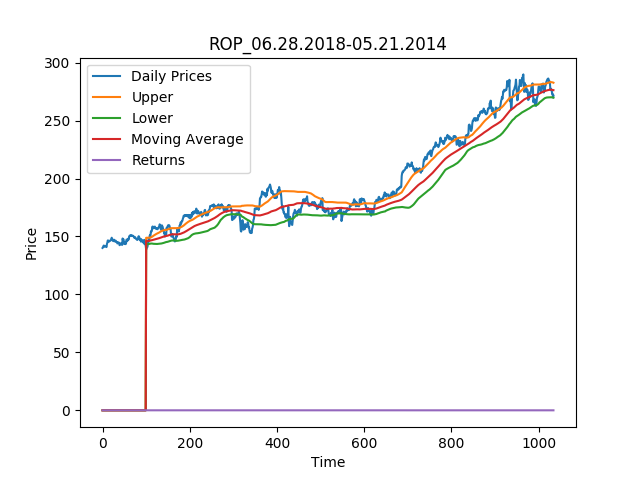 ROP_06.28.2018-05.21.2014
Daily Prices
Upper
Lower
Moving Average
Returns
Price
300
250
200
150
100
50
0
0 200 400 600 800 1000
Time